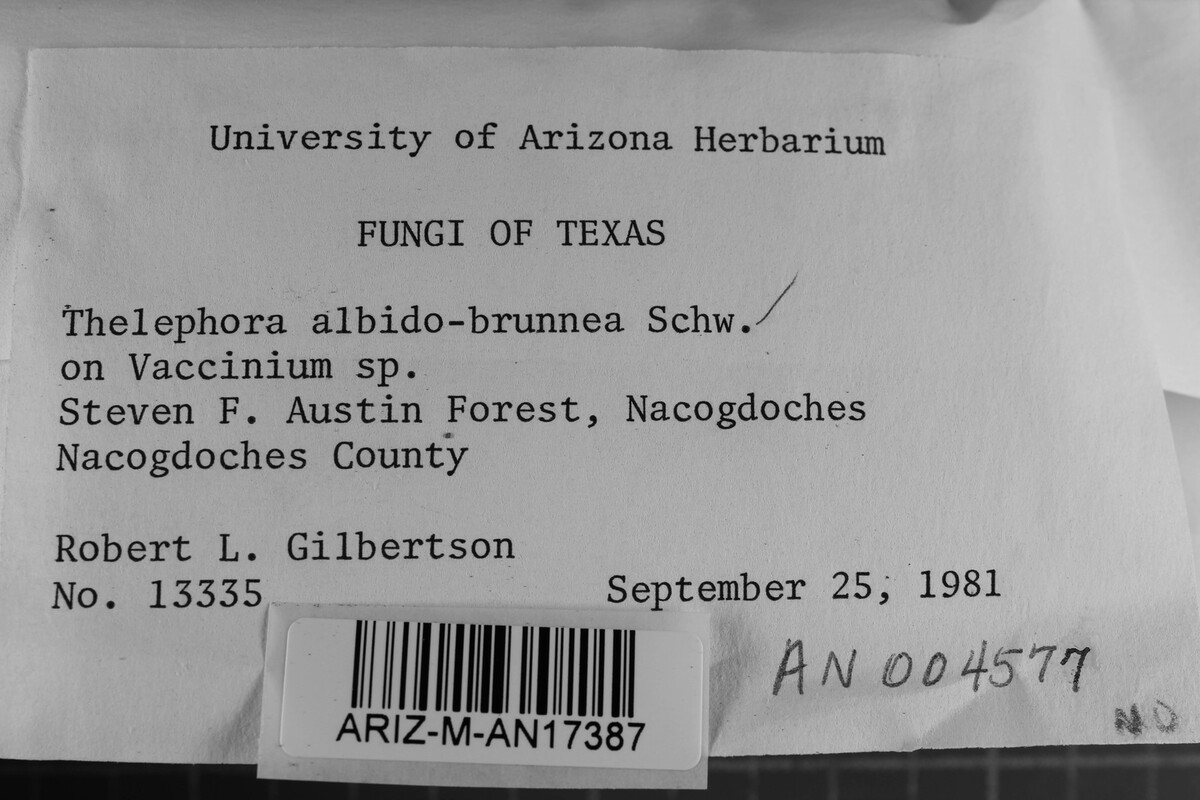 University of Arizona Herbarium
FUNGI OF TEXAS
Thelephora albido-brunnea Schw.
on Vaccinium sp.
Steven F. Austin Forest, Nacogdoches
Nacogdoches County
Robert L. Gilbertson
No. 13335 September 25, 1981
AN 004577
NO
ARIZ-M-AN17387